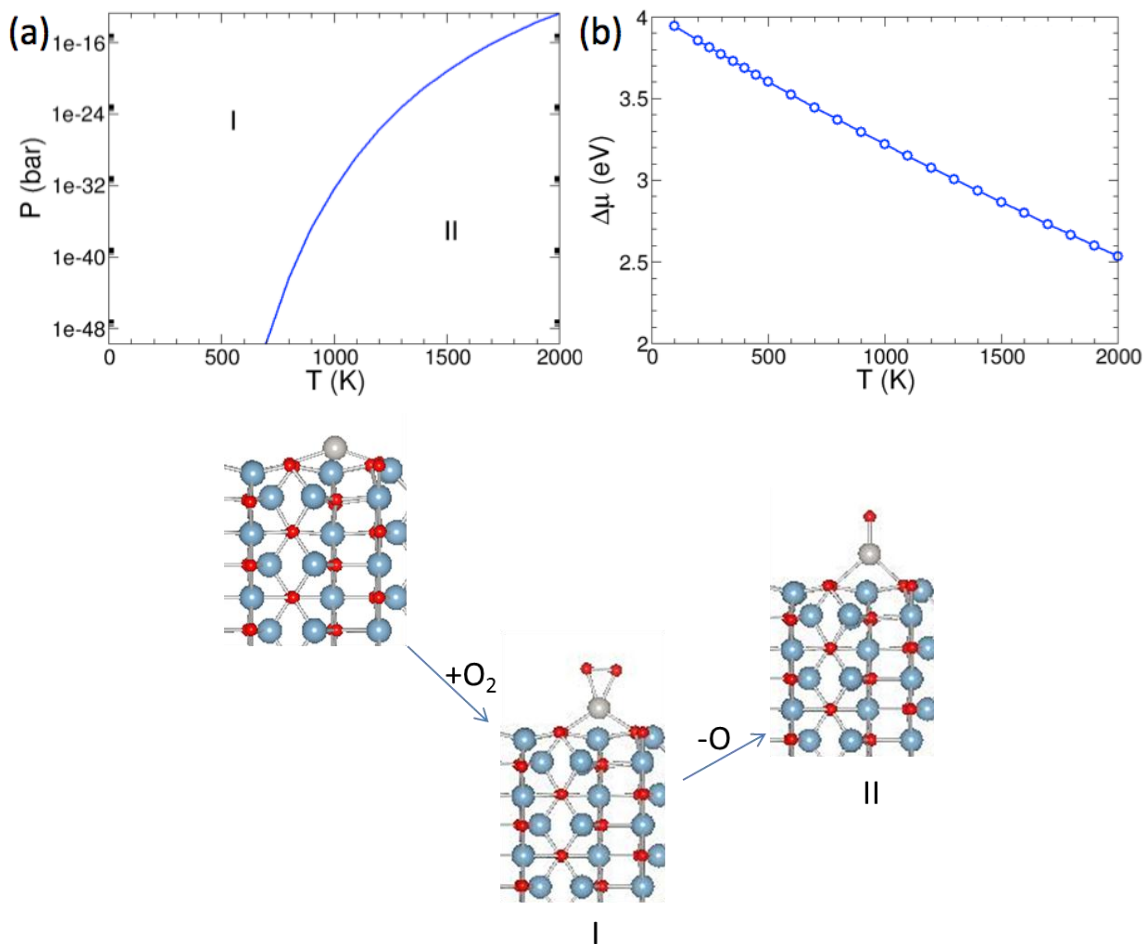 (a)
1e-16
1e-24
1e-32
1e-40
1e-48
P (bar)
I
II
0
500
1000
1500
2000
T (K)
(b)
4
3.5
3
2.5
2
Δμ (eV)
0
500
1000
1500
2000
T (K)
+O₂
-O
I
II